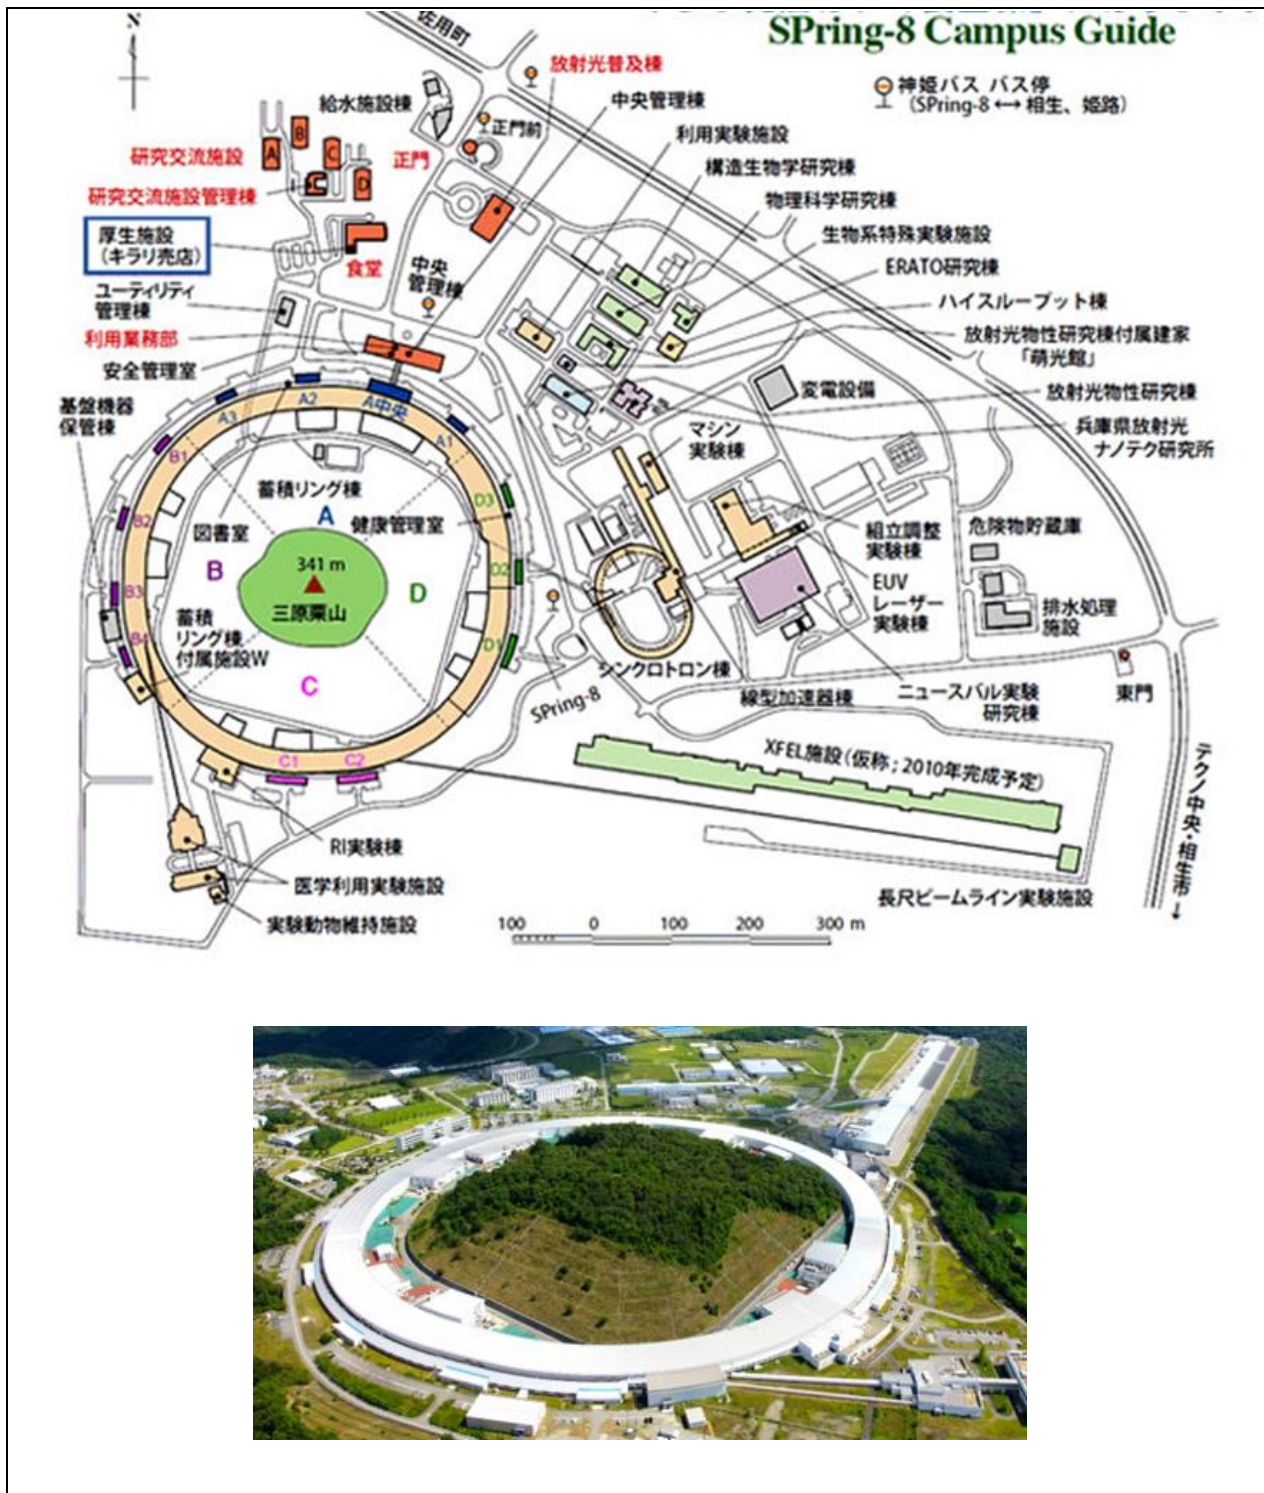 SPring-8 Campus Guide
N
佐用町
神姫バス バス停
(SPring-8 ↔ 相生、姫路)
放射光普及棟
中央管理棟
給水施設棟
正門前
利用実験施設
B
A
C
D
研究交流施設
正門
構造生物学研究棟
研究交流施設管理棟
物理科学研究棟
厚生施設
(キラリ売店)
生物系特殊実験施設
食堂
中央
管理棟
ERATO研究棟
ユーティリティ
管理棟
ハイスループット棟
利用業務部
放射光物性研究棟付属建家
「萌光館」
安全管理室
変電設備
放射光物性研究棟
基盤機器
保管棟
A3
A2
A中央
A1
兵庫県放射光
ナノテク研究所
マシン
実験棟
B1
蓄積リング棟
D3
B2
図書室
A
健康管理室
組立調整
実験棟
危険物貯蔵庫
341 m
三原栗山
B
D
D2
B3
EUV
レーザー
実験棟
排水処理
施設
B4
蓄積
リング棟
付属施設W
D1
シンクロトロン棟
C
SPring-8
線型加速器棟
ニュースバル実験
研究棟
東門
XFEL施設(仮称;2010年完成予定)
テクノ中央・相生市→
C1
C2
RI実験棟
医学利用実験施設
長尺ビームライン実験施設
実験動物維持施設
100 0 100 200 300 m